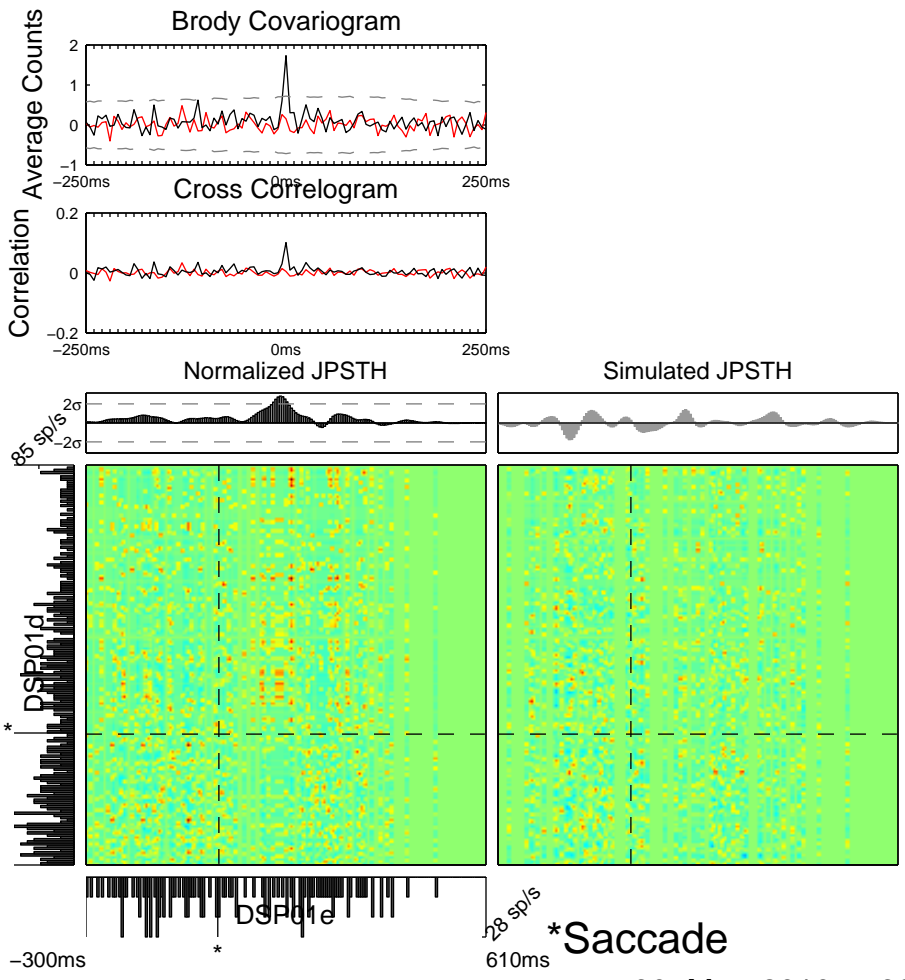 Brody Covariogram
Average Counts
2
1
0
−1
−250ms
0ms
250ms
Cross Correlogram
Correlation
0.2
0
−0.2
−250ms
0ms
250ms
Normalized JPSTH
Simulated JPSTH
2σ
−2σ
85 sp/s
DSP01d
*
DSP01e
28 sp/s
*
−300ms
610ms
*Saccade